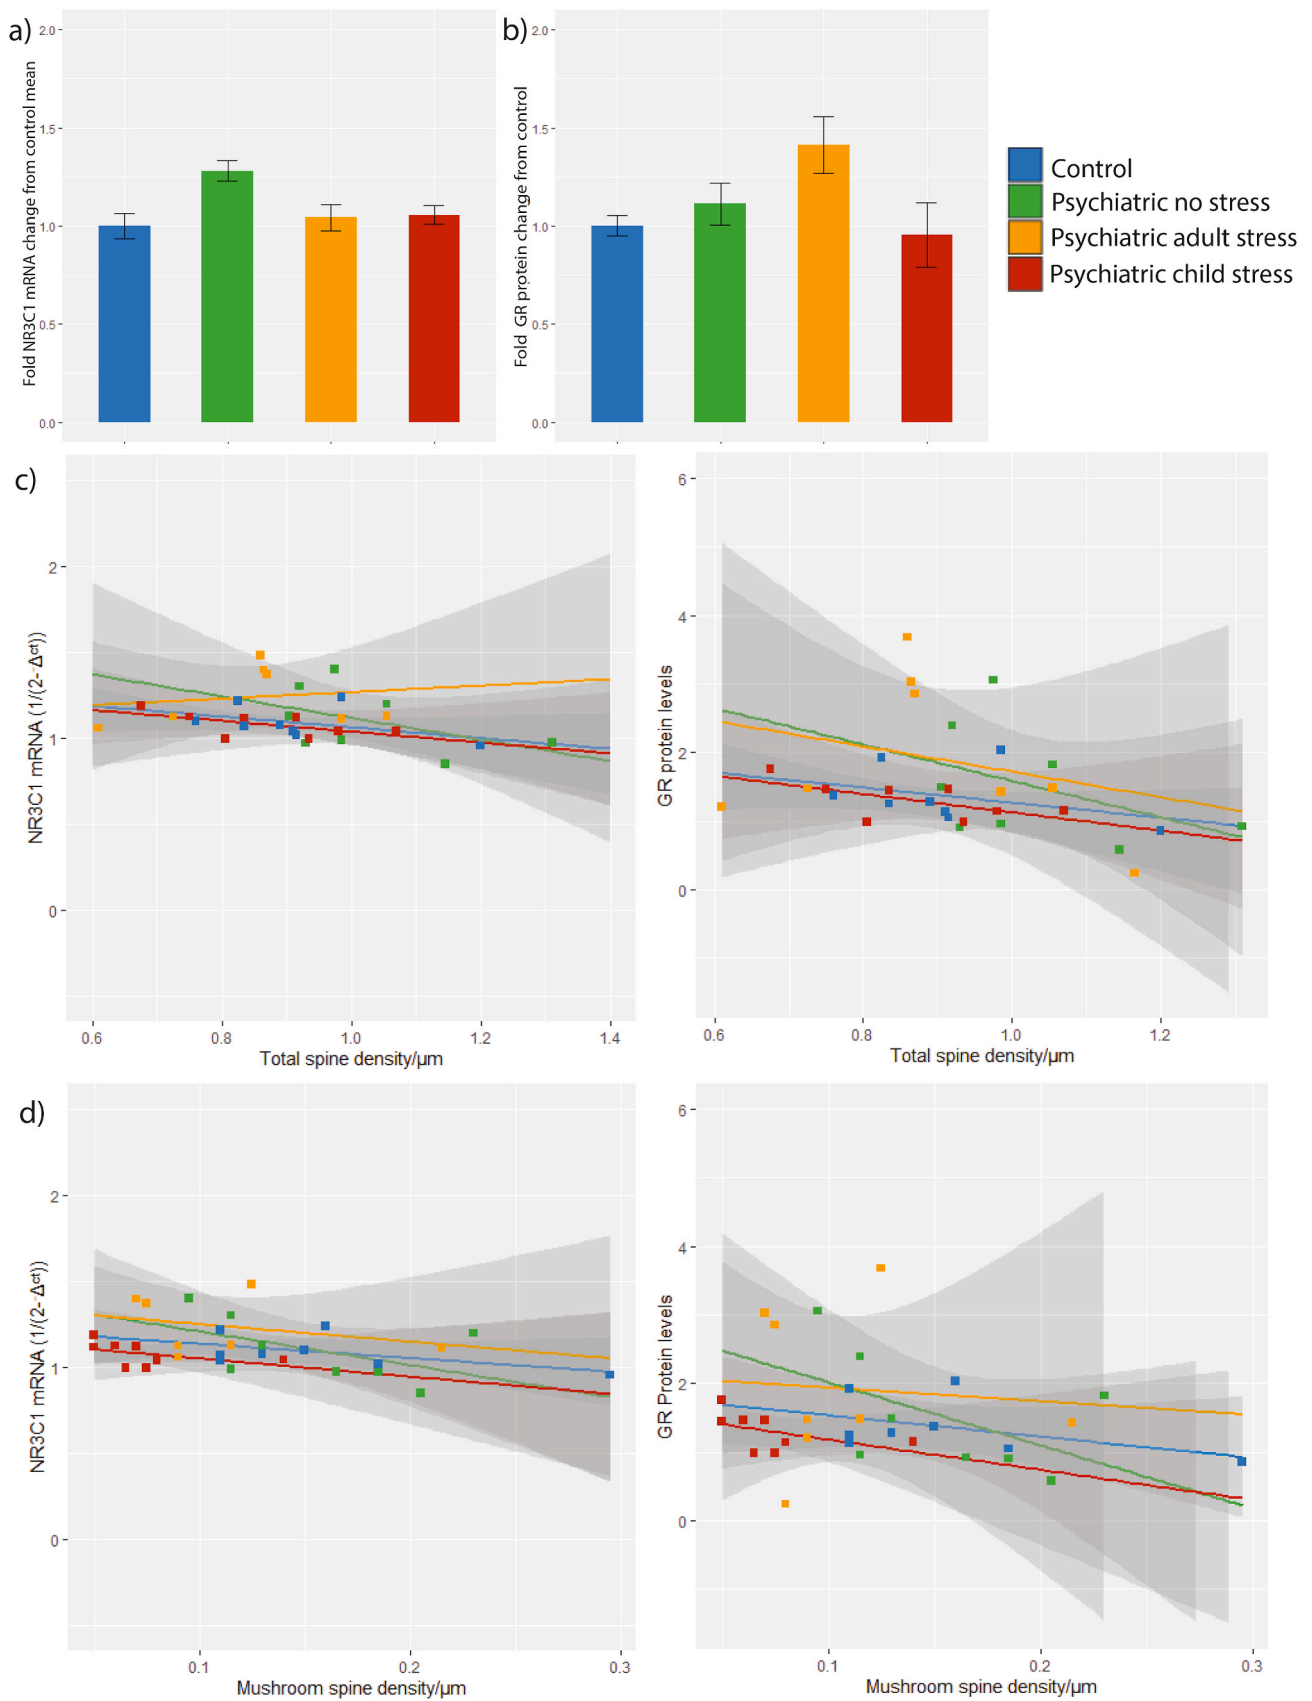 a)
Fold NR3C1 mRNA change from control mean
2.0
1.5
1.0
0.5
0.0
b)
Fold GR protein change from control
2.0
1.5
1.0
0.5
0.0
Control
Psychiatric no stress
Psychiatric adult stress
Psychiatric child stress
c)
NR3C1 mRNA (1/(2-Δct))
2
1
0
0.6 0.8 1.0 1.2 1.4
Total spine density/µm
GR protein levels
6
4
2
0
0.6 0.8 1.0 1.2
Total spine density/µm
d)
NR3C1 mRNA (1/(2-Δct))
2
1
0
0.1 0.2 0.3
Mushroom spine density/µm
GR Protein levels
6
4
2
0
0.1 0.2 0.3
Mushroom spine density/µm